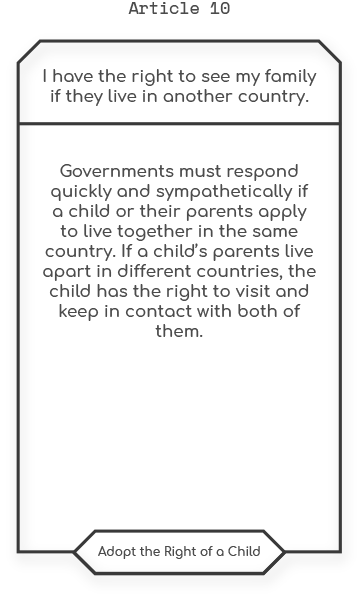 Article 10
I have the right to see my family
if they live in another country.
Governments must respond
quickly and sympathetically if
a child or their parents apply
to live together in the same
country. If a child's parents live
apart in different countries, the
child has the right to visit and
keep in contact with both of
them.
Adopt the Right of a Child